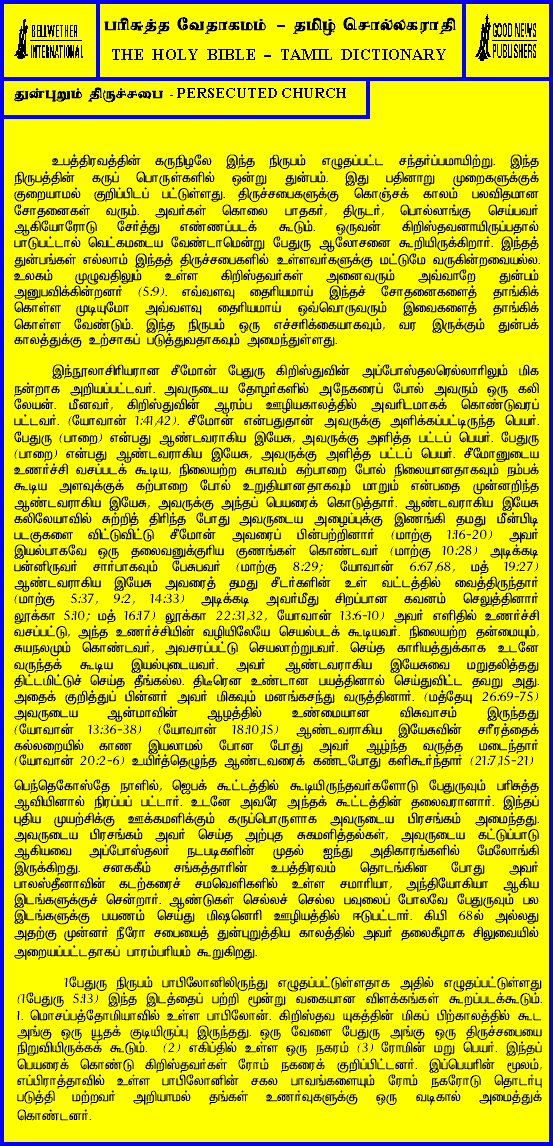 BELLWETHER
INTERNATIONAL
பரிசுத்த வேதாகமம் – தமிழ் சொல்லகராதி
THE HOLY BIBLE – TAMIL DICTIONARY
GOOD NEWS
PUBLISHERS
துன்புறும் திருச்சபை - PERSECUTED CHURCH
உபத்திரவத்தின் கருநிழலே இந்த நிருபம் எழுதப்பட்ட சந்தர்ப்பமாயிற்று. இந்த
நிருபத்தின் கருப் பொருள்களில் ஒன்று துன்பம். இது பதினாறு முறைகளுக்குக்
குறையாமல் குறிப்பிடப் பட்டுள்ளது. திருச்சபைகளுக்கு கொஞ்சக் காலம் பலவிதமான
சோதனைகள் வரும். அவர்கள் கொலை பாதகர், திருடர், பொல்லாங்கு செய்பவர்
ஆகியோரோடு சேர்த்து எண்ணப்படக் கூடும். ஒருவன் கிறிஸ்தவனாயிருப்பதால்
பாடுபட்டால் வெட்கமடைய வேண்டாமென்று பேதுரு ஆலோசனை கூறியிருக்கிறார். இந்தத்
துன்பங்கள் எல்லாம் இந்தத் திருச்சபைகளில் உள்ளவர்களுக்கு மட்டுமே வருகின்றவையல்ல.
உலகம் முழுவதிலும் உள்ள கிறிஸ்தவர்கள் அனைவரும் அவ்வாறே துன்பம்
அனுபவிக்கின்றனர் (5:9). எவ்வளவு தைரியமாய் இந்தச் சோதனைகளைத் தாங்கிக்
கொள்ள முடியுமோ அவ்வளவு தைரியமாய் ஒவ்வொருவரும் இவைகளைத் தாங்கிக்
கொள்ள வேண்டும். இந்த நிருபம் ஒரு எச்சரிக்கையாகவும், வர இருக்கும் துன்பக்
காலத்துக்கு உற்சாகப் படுத்துவதாகவும் அமைந்துள்ளது.
இந்நூலாசிரியரான சீமோன் பேதுரு கிறிஸ்துவின் அப்போஸ்தலரெல்லாரிலும் மிக
நன்றாக அறியப்பட்டவர். அவருடைய தோழர்களில் அநேகரைப் போல் அவரும் ஒரு கலி
லேயன். மீனவர், கிறிஸ்துவின் ஆரம்ப ஊழியகாலத்தில் அவரிடமாகக் கொண்டுவரப்
பட்டவர். (யோவான் 1:41,42). சீமோன் என்பதுதான் அவருக்கு அளிக்கப்பட்டிருந்த பெயர்.
பேதுரு (பாறை) என்பது ஆண்டவராகிய இயேசு, அவருக்கு அளித்த பட்டப் பெயர். பேதுரு
(பாறை) என்பது ஆண்டவராகிய இயேசு, அவருக்கு அளித்த பட்டப் பெயர். சீமோனுடைய
உணர்ச்சி வசப்படக் கூடிய, நிலையற்ற சுபாவம் கற்பாறை போல் நிலையானதாகவும் நம்பக்
கூடிய அளவுக்குக் கற்பாறை போல் உறுதியானதாகவும் மாறும் என்பதை முன்னறிந்த
ஆண்டவராகிய இயேசு, அவருக்கு அந்தப் பெயரைக் கொடுத்தார். ஆண்டவராகிய இயேசு
கலிலேயாவில் சுற்றித் திரிந்த போது அவருடைய அழைப்புக்கு இணங்கி தமது மீன்பிடி
படகுகளை விட்டுவிட்டு சீமோன் அவரைப் பின்பற்றினார் (மாற்கு 1:16-20) அவர்
இயல்பாகவே ஒரு தலைவனுக்குரிய குணங்கள் கொண்டவர் (மாற்கு 10:28) அடிக்கடி
பன்னிருவர் சார்பாகவும் பேசுபவர் (மாற்கு 8:29; யோவான் 6:67,68, மத் 19:27)
ஆண்டவராகிய இயேசு அவரைத் தமது சீடர்களின் உள் வட்டத்தில் வைத்திருந்தார்
(மாற்கு 5:37, 9:2, 14:33) அடிக்கடி அவர்மீது சிறப்பான கவனம் செலுத்தினார்
லூக்கா 5:10; மத் 16:17) லூக்கா 22:31,32, யோவான் 13:6-10) அவர் எளிதில் உணர்ச்சி
வசப்பட்டு, அந்த உணர்ச்சியின் வழியிலேயே செயல்படக் கூடியவர். நிலையற்ற தன்மையும்,
சுயநலமும் கொண்டவர், அவசரப்பட்டு செயலாற்றுபவர். செய்த காரியத்துக்காக உடனே
வருந்தக் கூடிய இயல்புடையவர். அவர் ஆண்டவராகிய இயேசுவை மறுதலித்தது
திட்டமிட்டுச் செய்த தீங்கல்ல. திடீரென உண்டான பயத்தினால் செய்துவிட்ட தவறு அது.
அதைக் குறித்துப் பின்னர் அவர் மிகவும் மனங்கசந்து வருத்தினார். (மத்தேயு 26:69-75)
அவருடைய ஆன்மாவின் ஆழத்தில் உண்மையான விசுவாசம் இருந்தது
(யோவான் 13:36-38) (யோவான் 18:10,15) ஆண்டவராகிய இயேசுவின் சரீரத்தைக்
கல்லறையில் காண இயலாமல் போன போது அவர் ஆழ்ந்த வருத்த மடைந்தார்
(யோவான் 20:2-6) உயிர்த்தெழுந்த ஆண்டவரைக் கண்டபோது களிகூர்ந்தார் (21:7,15-21)
பெந்தெகோஸ்தே நாளில், ஜெபக் கூட்டத்தில் கூடியிருந்தவர்களோடு பேதுருவும் பரிசுத்த
ஆவியினால் நிரப்பப் பட்டார். உடனே அவரே அந்தக் கூட்டத்தின் தலைவரானார். இந்தப்
புதிய முயற்சிக்கு ஊக்கமளிக்கும் கருப்பொருளாக அவருடைய பிரசங்கம் அமைந்தது.
அவருடைய பிரசங்கம் அவர் செய்த அற்புத சுகமளித்தல்கள், அவருடைய கட்டுப்பாடு
ஆகியவை அப்போஸ்தலர் நடபடிகளின் முதல் ஐந்து அதிகாரங்களில் மேலோங்கி
இருக்கிறது. சனகெகிம் சங்கத்தாரின் உபத்திரவம் தொடங்கின போது அவர்
பாலஸ்தீனாவின் கடற்கரைச் சமவெளிகளில் உள்ள சமாரியா, அந்தியோகியா ஆகிய
இடங்களுக்குச் சென்றார். ஆண்டுகள் செல்லச் செல்ல பவுலைப் போலவே பேதுருவும் பல
இடங்களுக்கு பயணம் செய்து மிஷினெரி ஊழியத்தில் ஈடுபட்டார். கிபி 68ல் அல்லது
அதற்கு முன்னர் நீரோ சபையைத் துன்புறுத்திய காலத்தில் அவர் தலைகீழாக சிலுவையில்
அறையப்பட்டதாகப் பாரம்பரியம் கூறுகிறது.
1பேதுரு நிருபம் பாபிலோனிலிருந்து எழுதப்பட்டுள்ளதாக அதில் எழுதப்பட்டுள்ளது
(1பேதுரு 5:13) இந்த இடத்தைப் பற்றி மூன்று வகையான விளக்கங்கள் கூறப்படக்கூடும்.
1. மொசப்பத்தோமியாவில் உள்ள பாபிலோன். கிறிஸ்தவ யுகத்தின் மிகப் பிற்காலத்தில் கூட
அங்கு ஒரு யூதக் குடியிருப்பு இருந்தது. ஒரு வேளை பேதுரு அங்கு ஒரு திருச்சபையை
நிறுவியிருக்கக் கூடும். (2) எகிப்தில் உள்ள ஒரு நகரம் (3) ரோமின் மறு பெயர். இந்தப்
பெயரைக் கொண்டு கிறிஸ்தவர்கள் ரோம் நகரைக் குறிப்பிட்டனர். இப்பெயரின் மூலம்,
எப்பிராத்தாவில் உள்ள பாபிலோனின் சகல பாவங்களையும் ரோம் நகரோடு தொடர்பு
படுத்தி மற்றவர் அறியாமல் தங்கள் உணர்வுகளுக்கு ஒரு வடிகால் அமைத்துக்
கொண்டனர்.